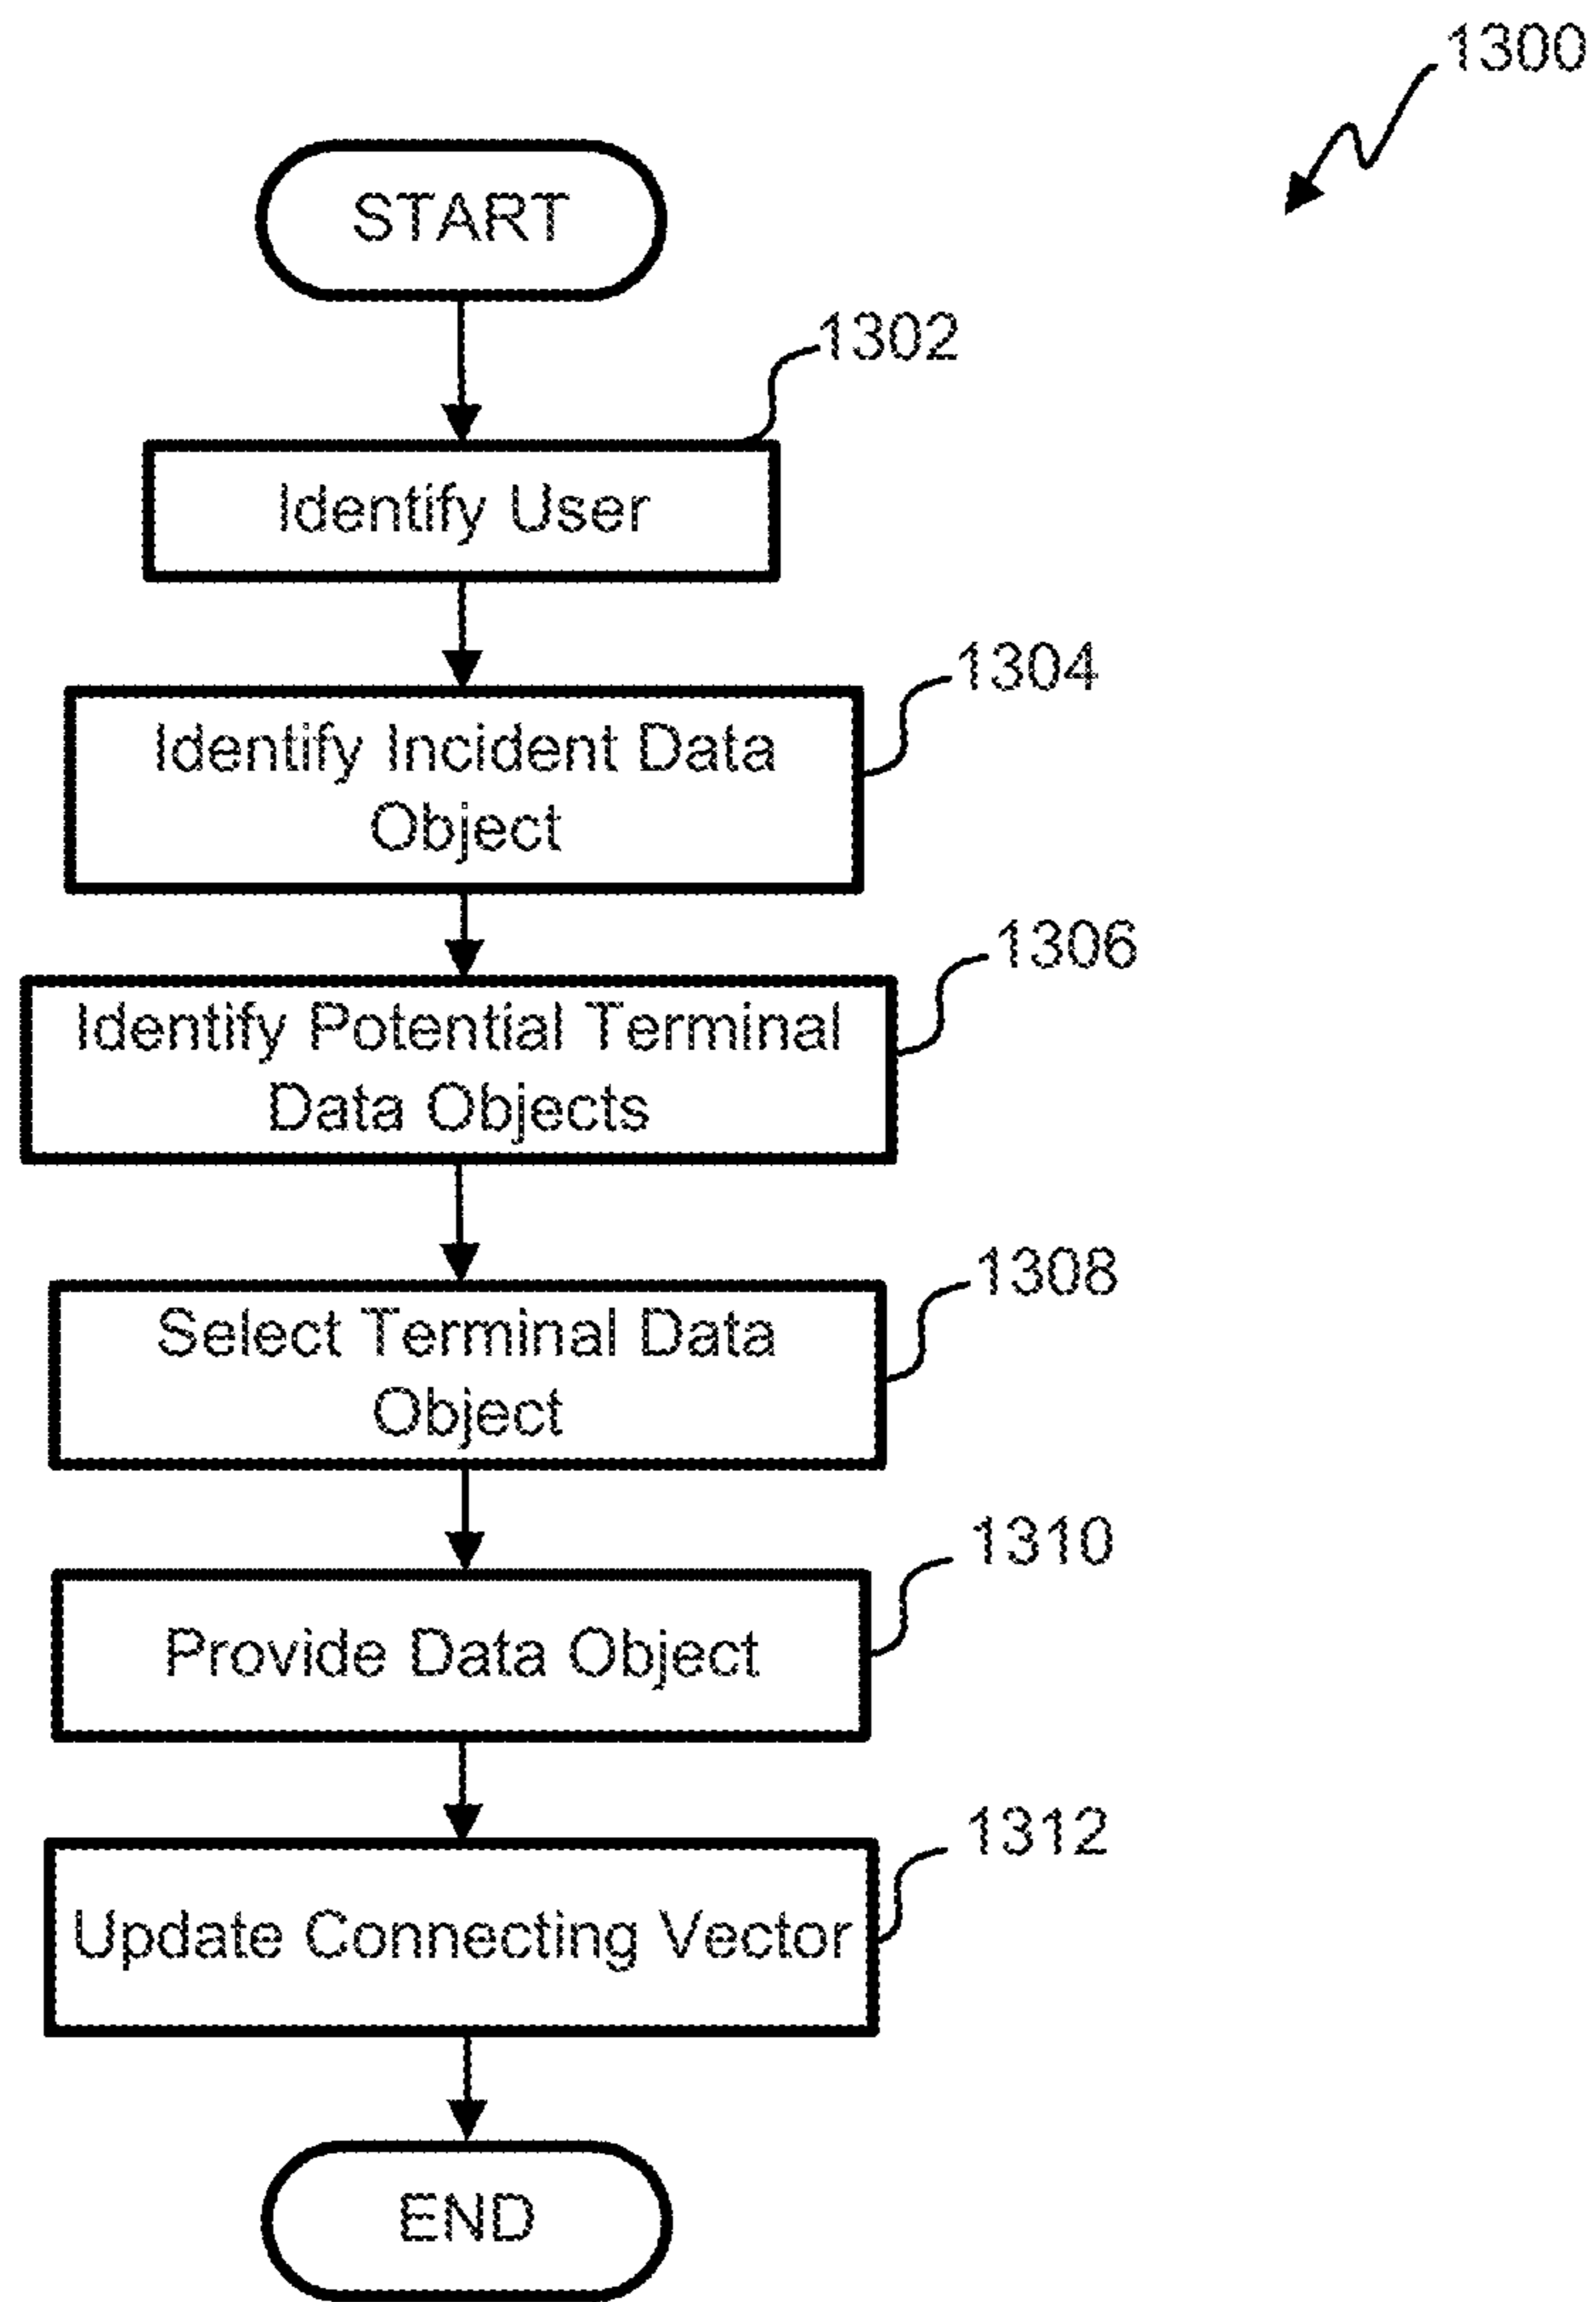 1300
START
1302
Identify User
1304
Identify Incident Data
Object
1306
Identify Potential Terminal
Data Objects
1308
Select Terminal Data
Object
1310
Provide Data Object
1312
Update Connecting Vector
END